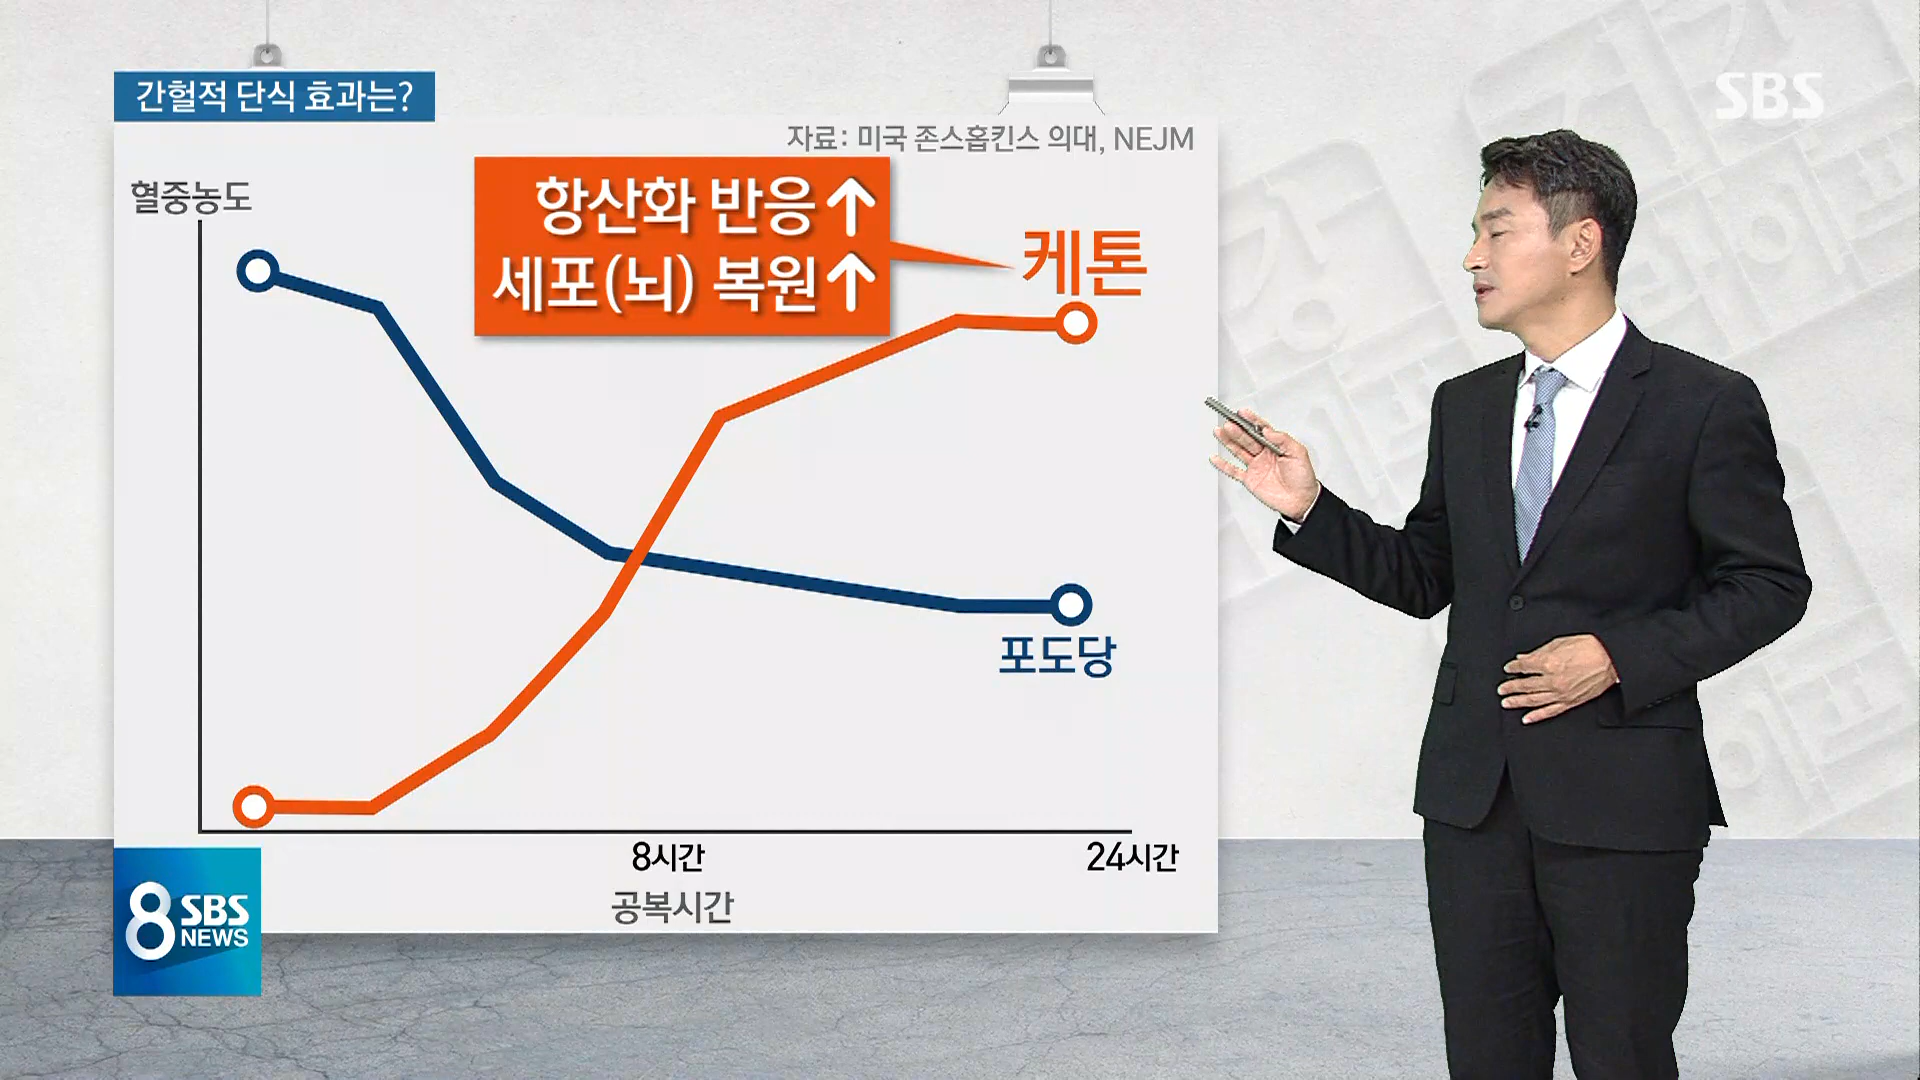 간헐적 단식 효과는?
SBS
자료: 미국 존스홉킨스 의대, NEJM
혈중농도
항산화 반응↑
세포(뇌) 복원↑
케톤
포도당
8시간
24시간
공복시간
8 SBS
NEWS